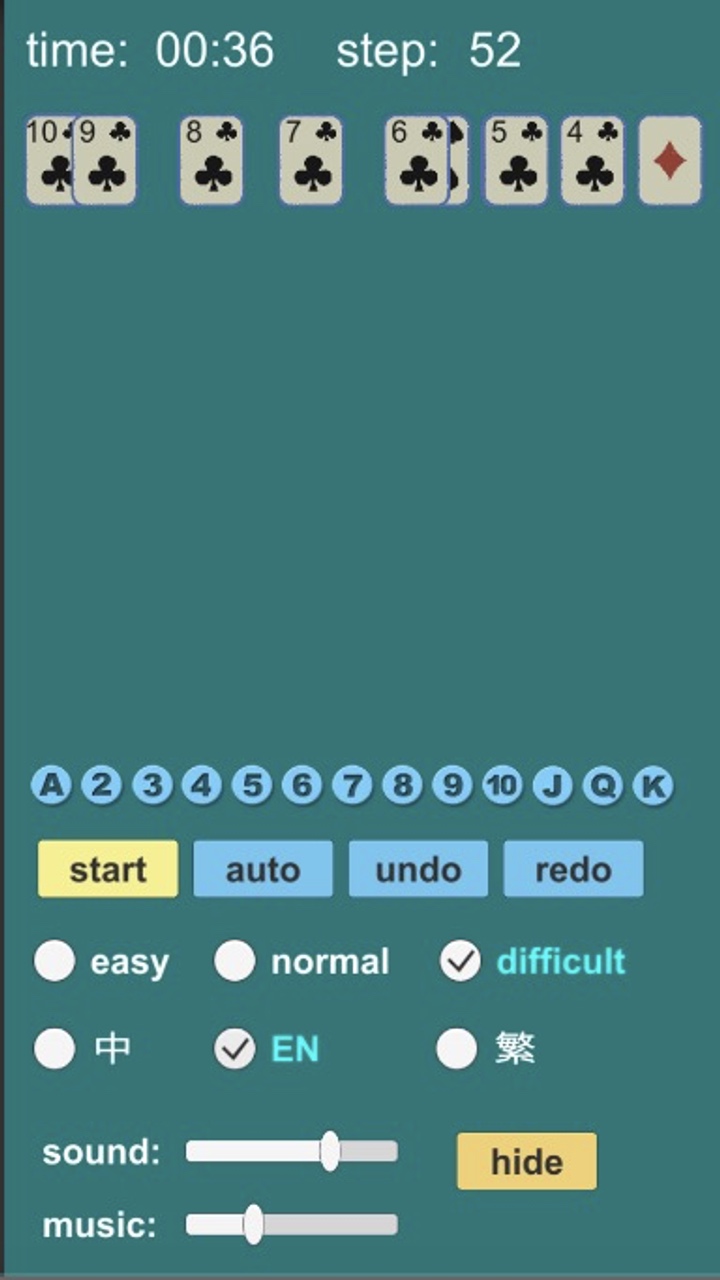 time: 00:36 step: 52
10 9 8 7 6 5 4
A 2 3 4 5 6 7 8 9 10 J Q K
start auto undo redo
easy normal difficult
中 EN 繁
sound:
hide
music: